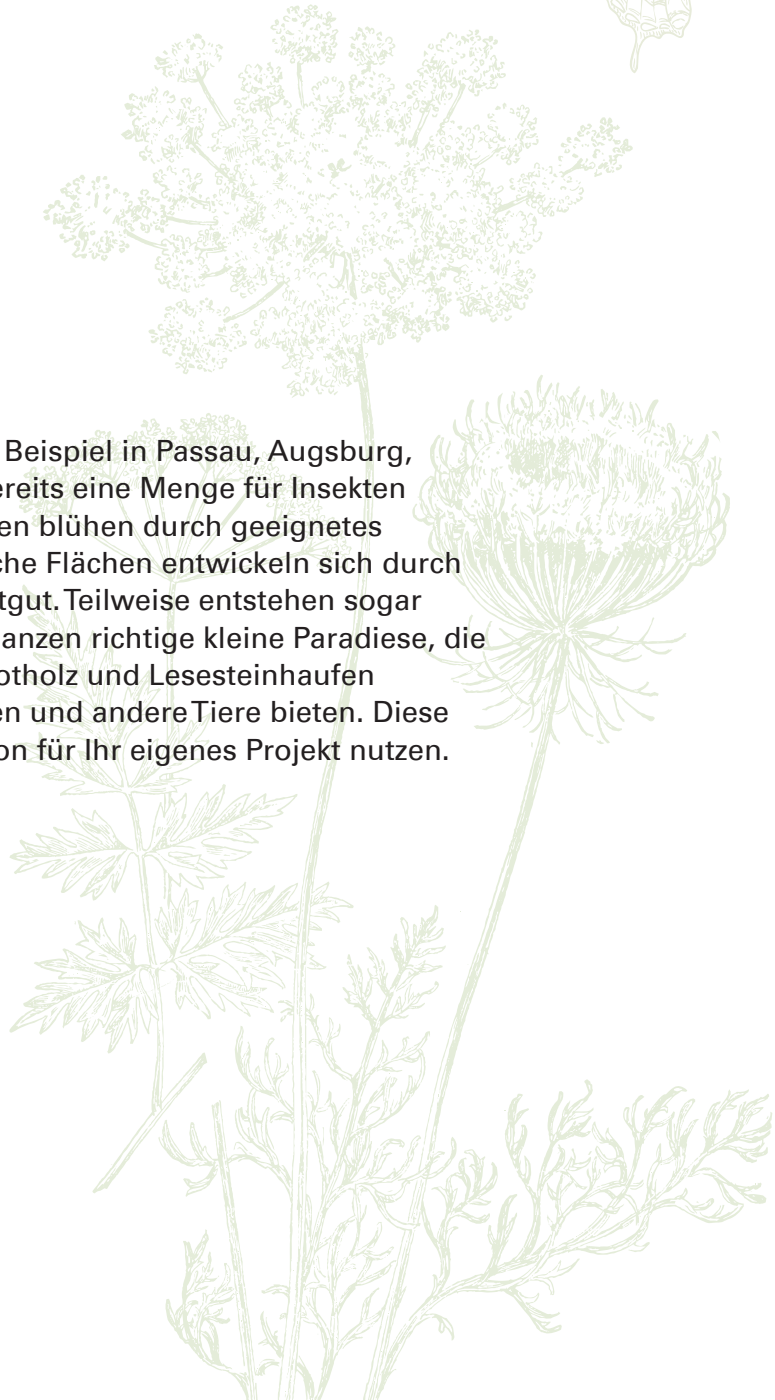 Beispiel in Passau, Augsburg,
ereits eine Menge für Insekten
en blühen durch geeignetes
che Flächen entwickeln sich durch
tgut. Teilweise entstehen sogar
anzen richtige kleine Paradiese, die
otholz und Lesesteinhaufen
en und andere Tiere bieten. Diese
on für Ihr eigenes Projekt nutzen.